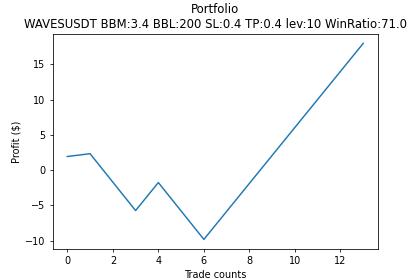 Portfolio
WAVESUSDT BBM:3.4 BBL:200 SL:0.4 TP:0.4 lev:10 WinRatio:71.0
Profit ($)
15
10
5
0
−5
−10
0 2 4 6 8 10 12
Trade counts